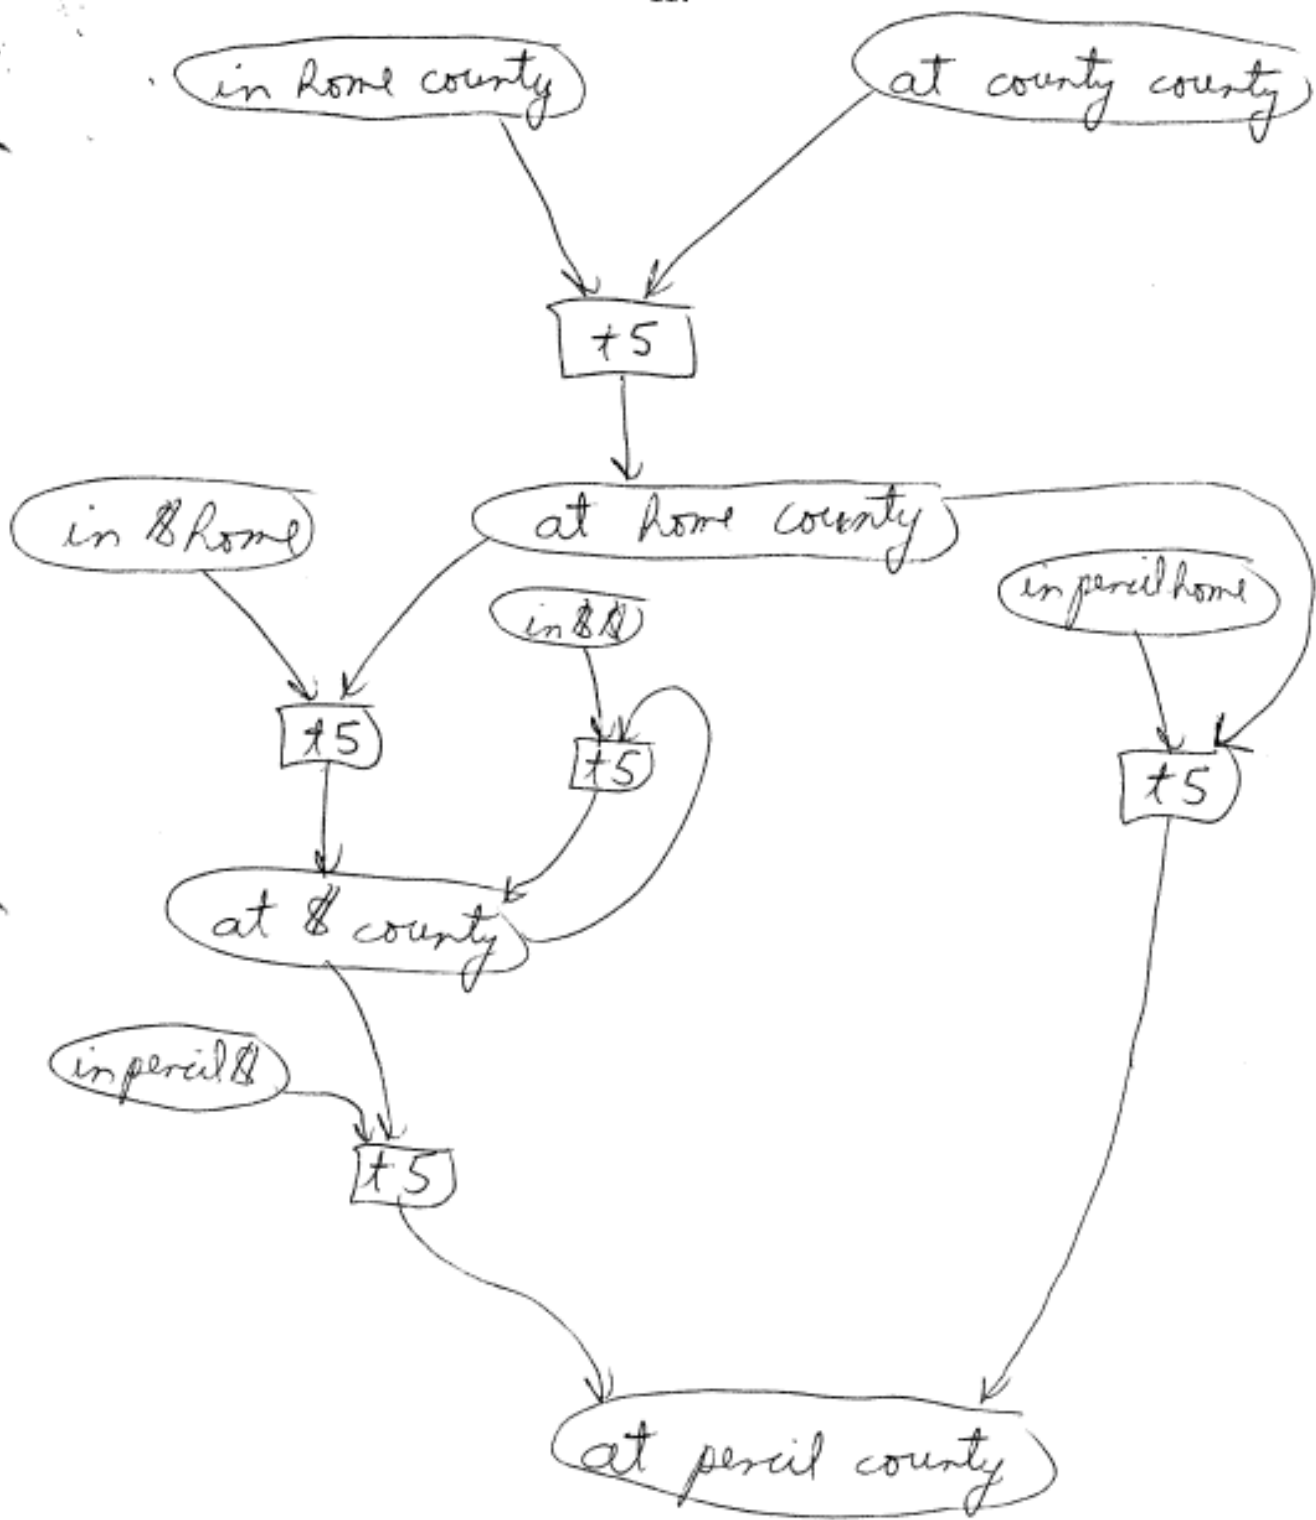 in home county
at county county
t5
in $ home
at home county
in $$
in pencil home
t5
t5
t5
at $ county
in pencil $
t5
at pencil county